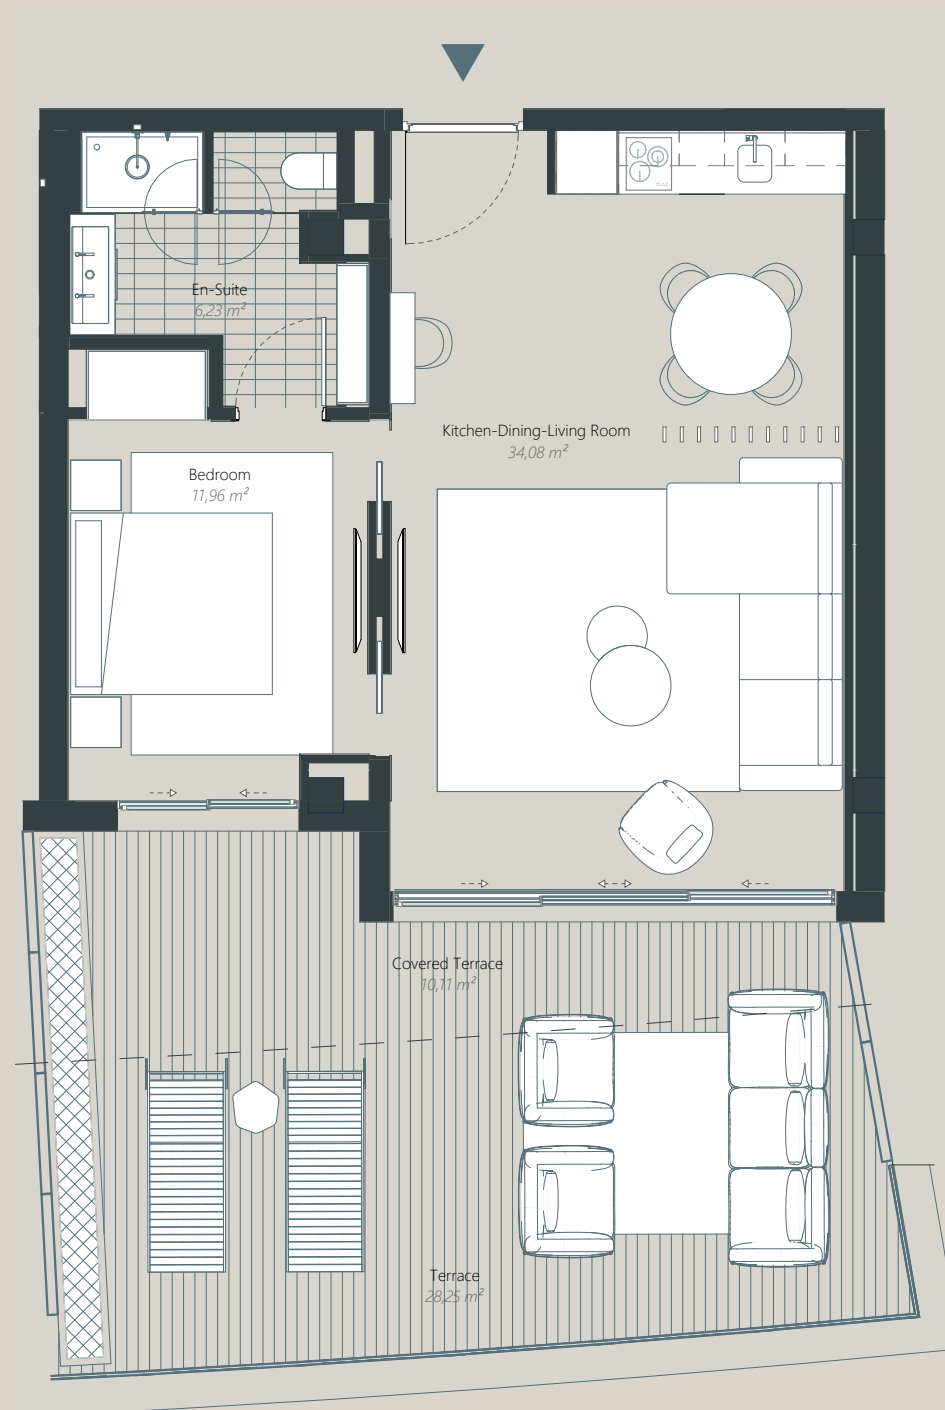 En-Suite
6,23 m²
Kitchen-Dining-Living Room
34,08 m²
Bedroom
11,96 m²
Covered Terrace
10,11 m²
Terrace
28,25 m²